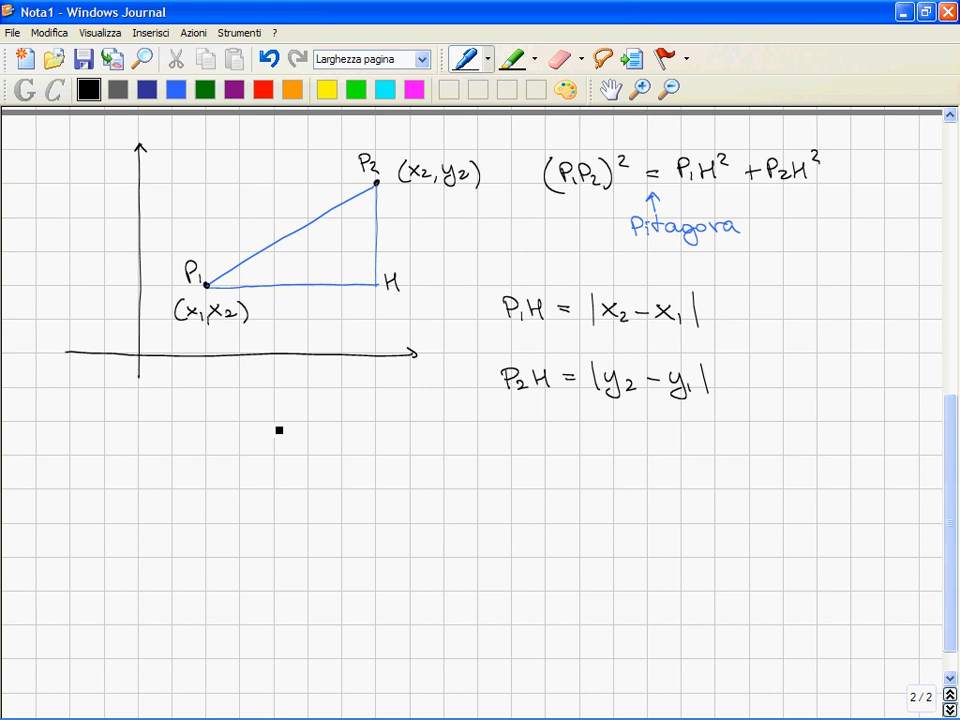 Nota1 - Windows Journal
File Modifica Visualizza Inserisci Azioni Strumenti ?
Larghezza pagina
G C
P2 (x2,y2)
(P1P2)² = P1H² + P2H²
Pitagora
P1 H
(x1,x2)
P1H = |x2 - x1|
P2H = |y2 - y1|
2 / 2